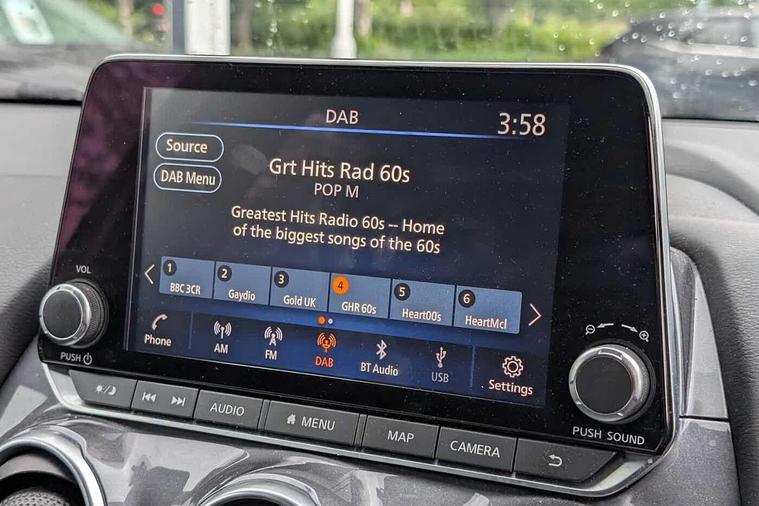 DAB
3:58
Source
DAB Menu
Grt Hits Rad 60s
POP M
Greatest Hits Radio 60s -- Home
of the biggest songs of the 60s
1
BBC 3CR
2
Gaydio
3
Gold UK
4
GHR 60s
5
Heart00s
6
HeartMcl
Phone
AM
FM
DAB
BT Audio
USB
Settings
VOL
PUSH
PUSH SOUND
AUDIO
MENU
MAP
CAMERA